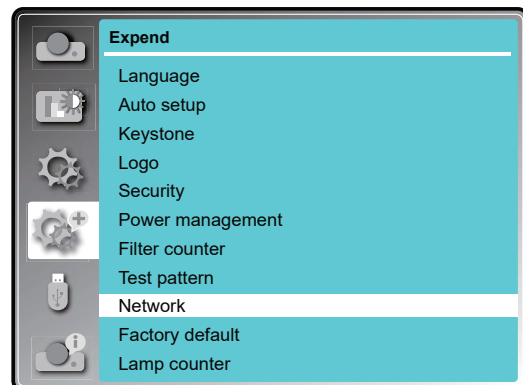 Expend
Language
Auto setup
Keystone
Logo
Security
Power management
Filter counter
Test pattern
Network
Factory default
Lamp counter